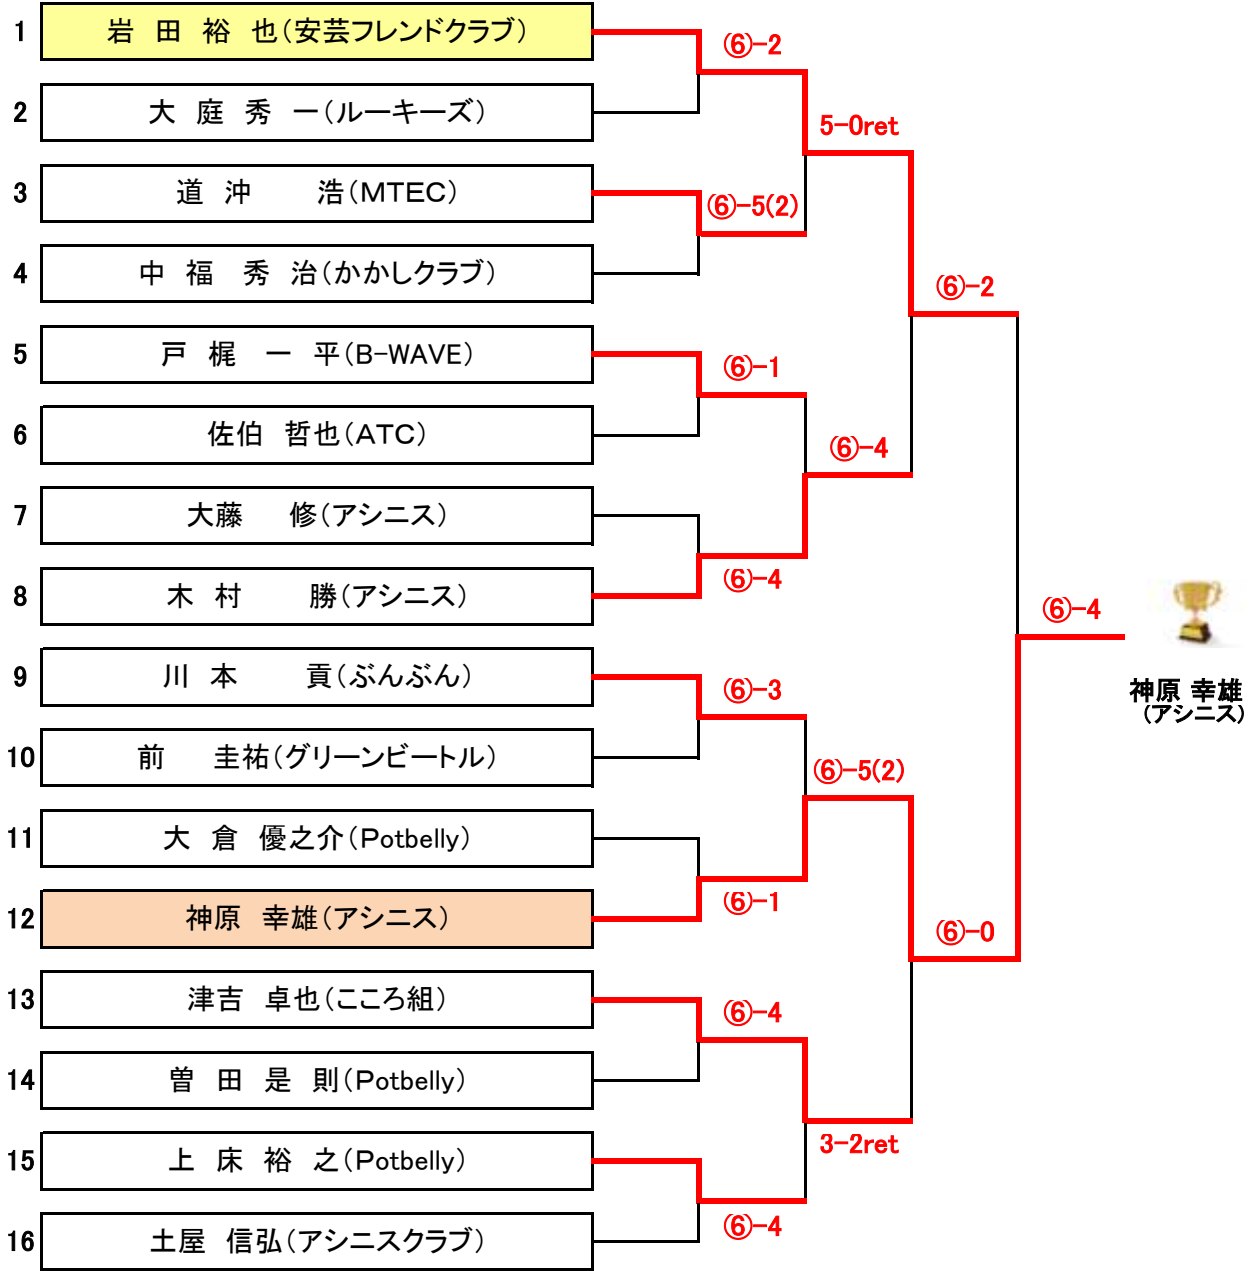 1 岩 田 裕 也(安芸フレンドクラブ)
⑥-2
2 大 庭 秀 一(ルーキーズ)
5-0ret
3 道 沖 浩(MTEC)
⑥-5(2)
4 中 福 秀 治(かかしクラブ)
⑥-2
5 戸 梶 一 平(B-WAVE)
⑥-1
6 佐伯 哲也(ATC)
⑥-4
7 大藤 修(アシニス)
⑥-4
8 木 村 勝(アシニス)
⑥-4
9 川 本 貢(ぶんぶん)
⑥-3
神原 幸雄
(アシニス)
10 前 圭祐(グリーンビートル)
⑥-5(2)
11 大 倉 優之介(Potbelly)
⑥-1
12 神原 幸雄(アシニス)
⑥-0
13 津吉 卓也(こころ組)
⑥-4
14 曽 田 是 則(Potbelly)
3-2ret
15 上 床 裕 之(Potbelly)
⑥-4
16 土屋 信弘(アシニスクラブ)